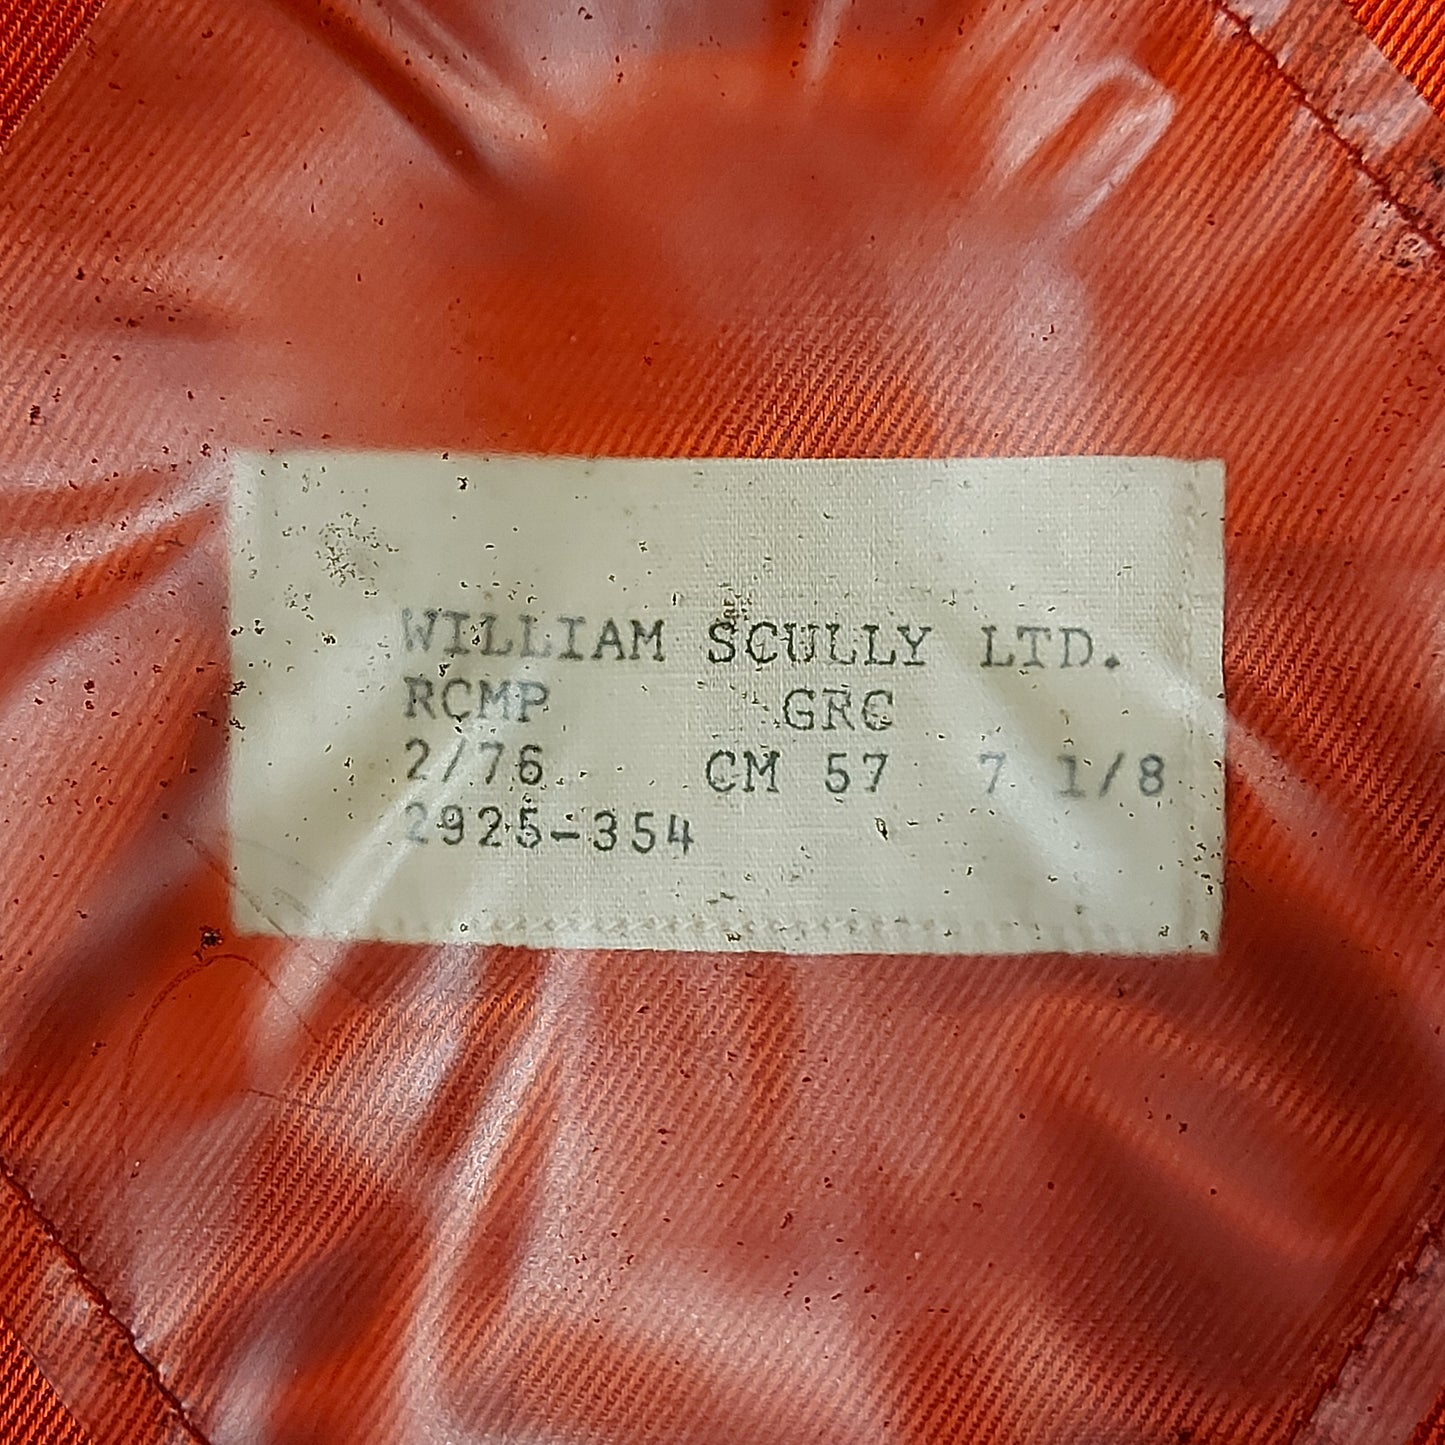 WILLIAM SCULLY LTD.
RCMP GRC
2/76 CM 57 7 1/8
2925-354